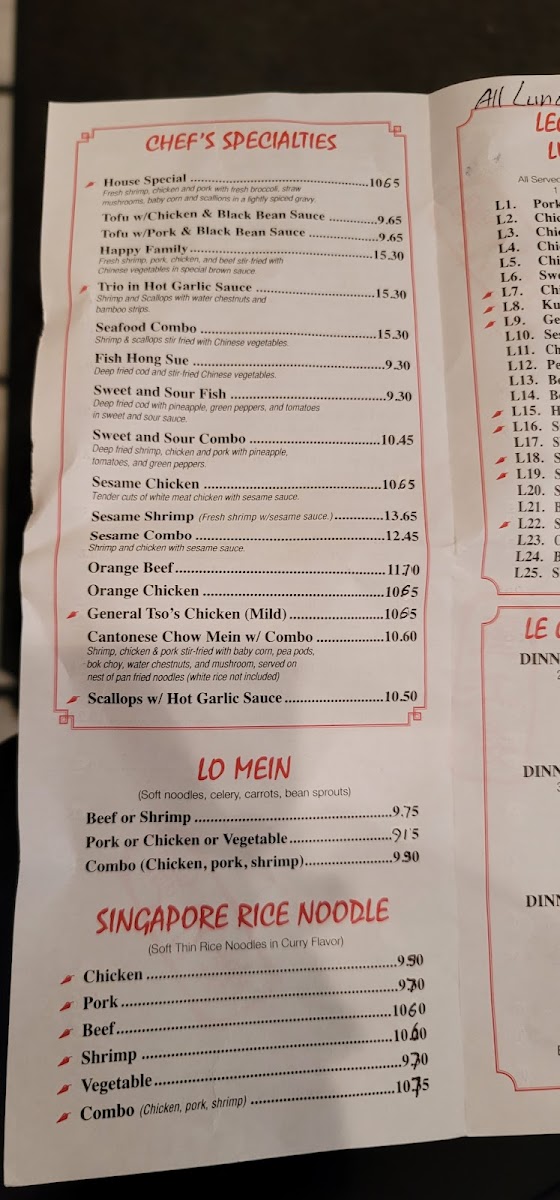 CHEF'S SPECIALTIES
House Special 10.65
Fresh shrimp, chicken and pork with fresh broccoli, straw
mushrooms, baby corn and scallions in a lightly spiced gravy.
Tofu w/Chicken & Black Bean Sauce 9.65
Tofu w/Pork & Black Bean Sauce 9.65
Happy Family 15.30
Fresh shrimp, pork, chicken, and beef stir fried with
Chinese vegetables in special brown sauce.
Trio in Hot Garlic Sauce 15.30
Shrimp and Scallops with water chestnuts and
bamboo strips.
Seafood Combo 15.30
Shrimp & scallops stir fried with Chinese vegetables.
Fish Hong Sue 9.30
Deep fried cod and stir-fried Chinese vegetables.
Sweet and Sour Fish 9.30
Deep fried cod with pineapple, green peppers, and tomatoes
in sweet and sour sauce.
Sweet and Sour Combo 10.45
Deep fried shrimp, chicken and pork with pineapple,
tomatoes, and green peppers.
Sesame Chicken 10.65
Tender cuts of white meat chicken with sesame sauce.
Sesame Shrimp (Fresh shrimp w/sesame sauce.) 13.65
Sesame Combo 12.45
Shrimp and chicken with sesame sauce.
Orange Beef 11.70
Orange Chicken 10.65
General Tso's Chicken (Mild) 10.65
Cantonese Chow Mein w/ Combo 10.60
Shrimp, chicken & pork stir-fried with baby corn, pea pods,
bok choy, water chestnuts, and mushroom, served on
nest of pan fried noodles (white rice not included)
Scallops w/ Hot Garlic Sauce 10.50
LO MEIN
(Soft noodles, celery, carrots, bean sprouts)
Beef or Shrimp 9.75
Pork or Chicken or Vegetable 9.15
Combo (Chicken, pork, shrimp) 9.90
SINGAPORE RICE NOODLE
(Soft Thin Rice Noodles in Curry Flavor)
Chicken 9.90
Pork 9.70
Beef 10.60
Shrimp 10.60
Vegetable 9.70
Combo (Chicken, pork, shrimp) 10.75
All
All Served
L1. Pork
L2.
L3.
L4.
L5.
L6.
L7.
L8.
L9.
L10.
L11.
L12.
L13.
L14.
L15.
L16.
L17.
L18.
L19.
L20.
L21.
L22.
L23.
L24.
L25.
LE
DINN
DINN
DINN